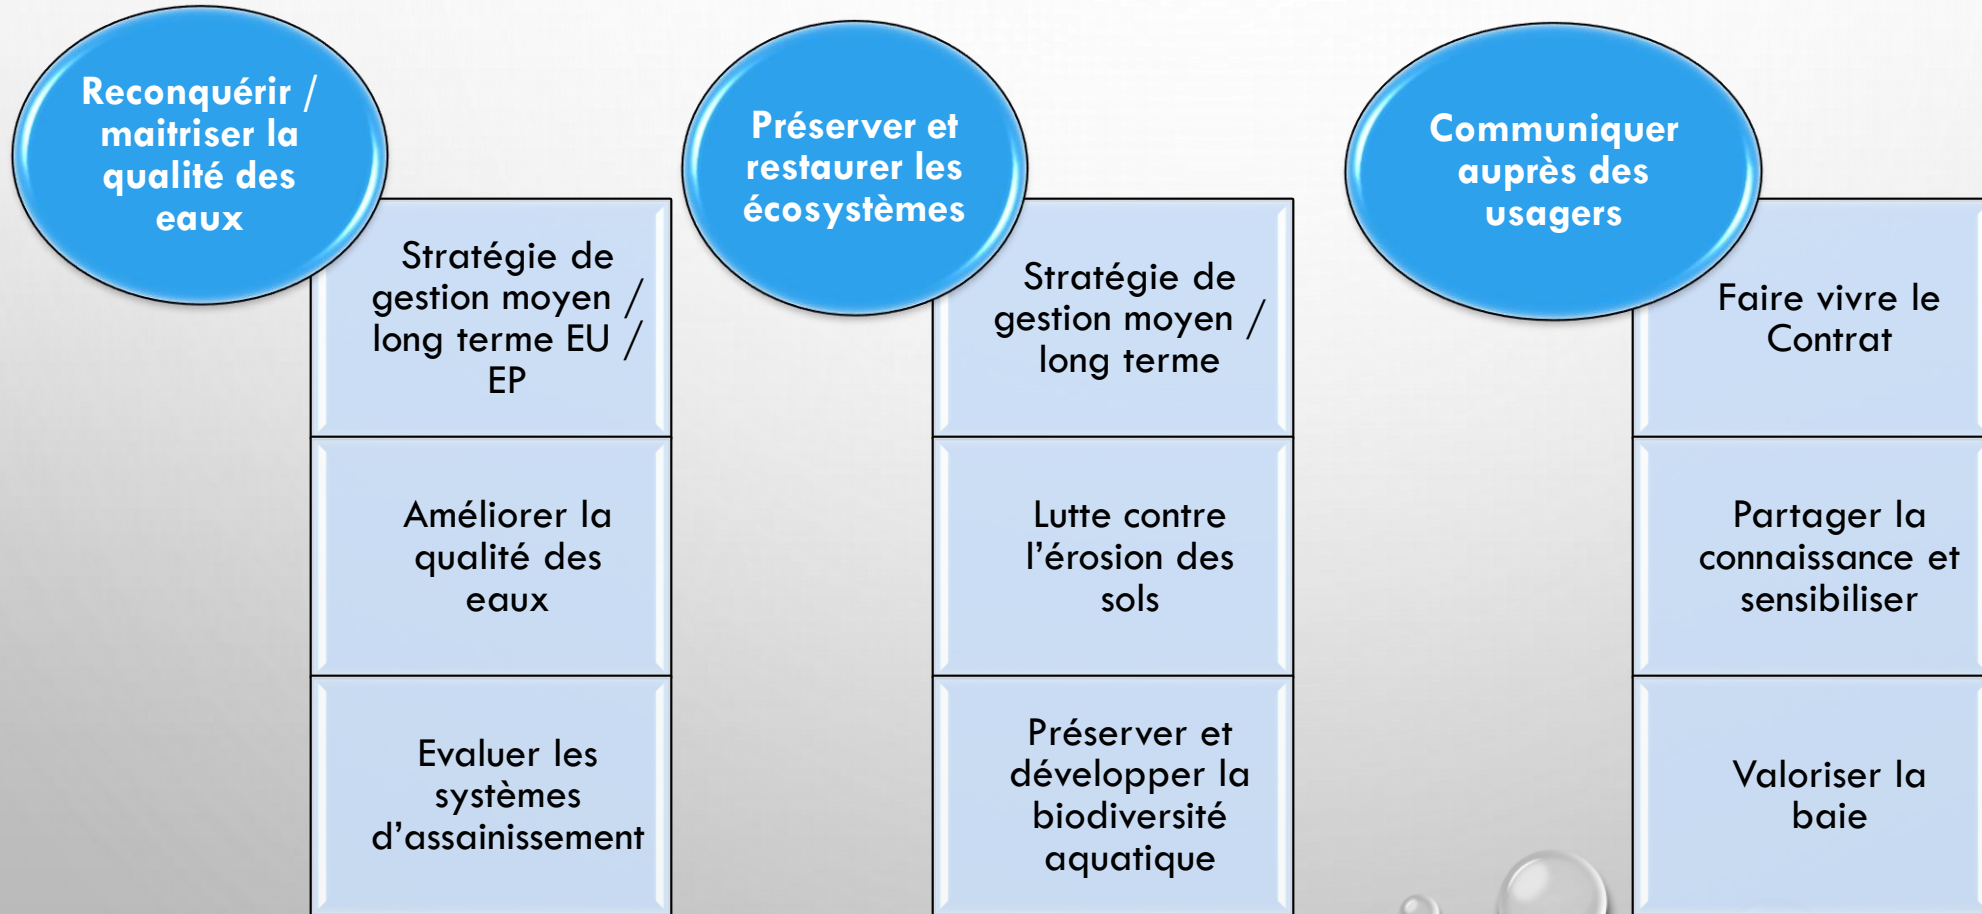 Reconquérir /
maitriser la
qualité des
eaux
Stratégie de
gestion moyen /
long terme EU /
EP
Améliorer la
qualité des
eaux
Evaluer les
systèmes
d’assainissement
Préserver et
restaurer les
écosystèmes
Stratégie de
gestion moyen /
long terme
Lutte contre
l’érosion des
sols
Préserver et
développer la
biodiversité
aquatique
Communiquer
auprès des
usagers
Faire vivre le
Contrat
Partager la
connaissance et
sensibiliser
Valoriser la
baie